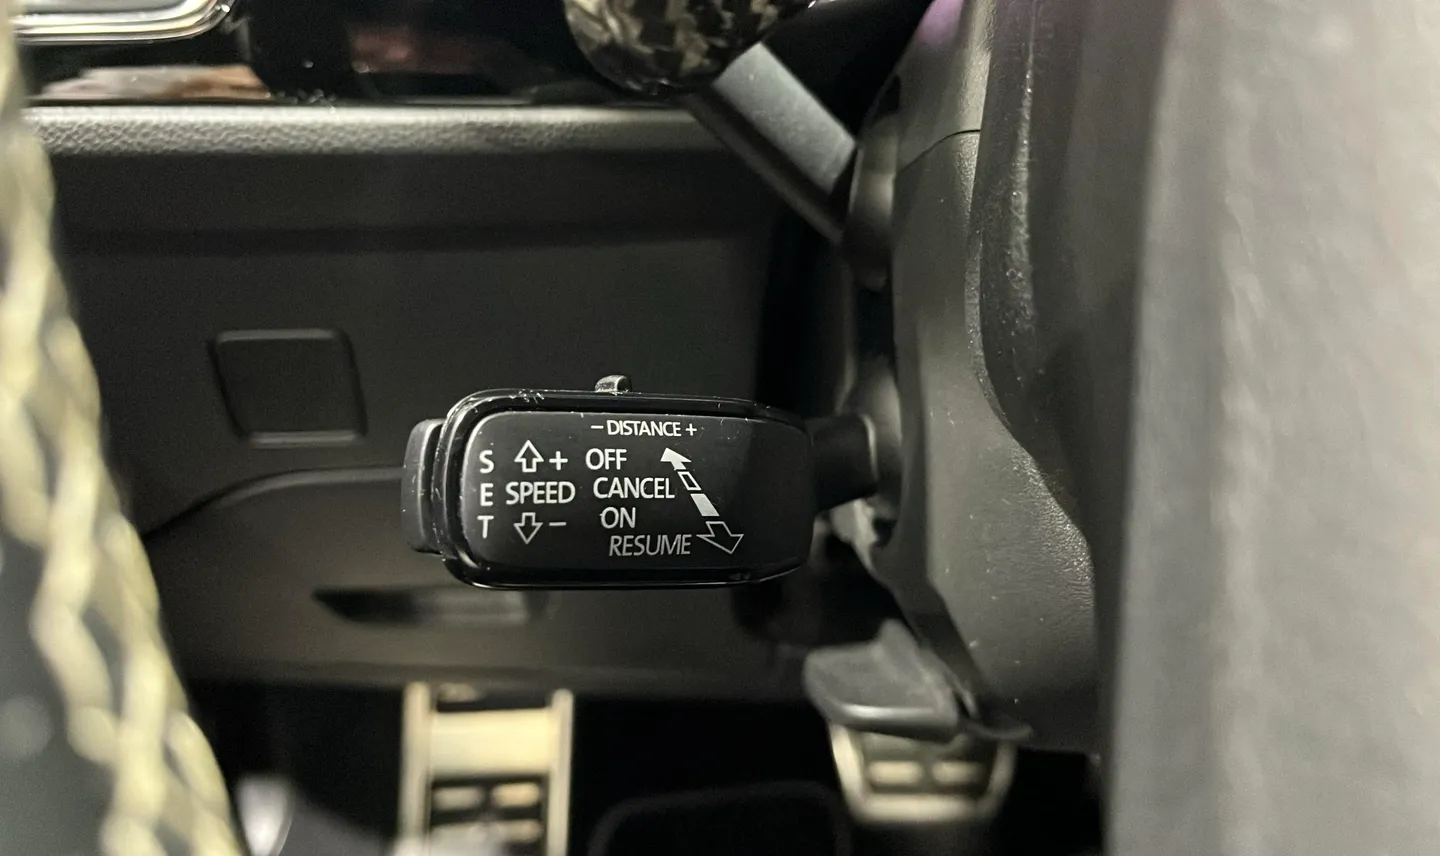 − DISTANCE +
S + OFF
E SPEED CANCEL
T − ON
RESUME